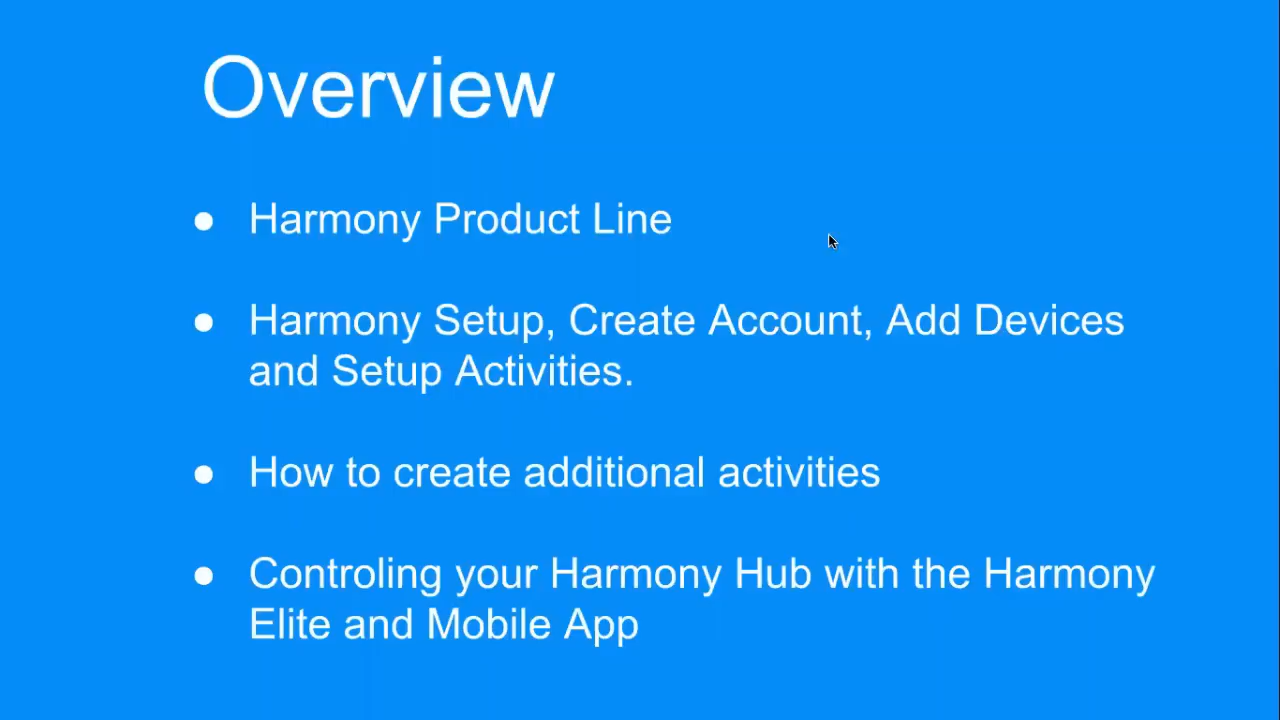 Overview
● Harmony Product Line
● Harmony Setup, Create Account, Add Devices
and Setup Activities.
● How to create additional activities
● Controling your Harmony Hub with the Harmony
Elite and Mobile App